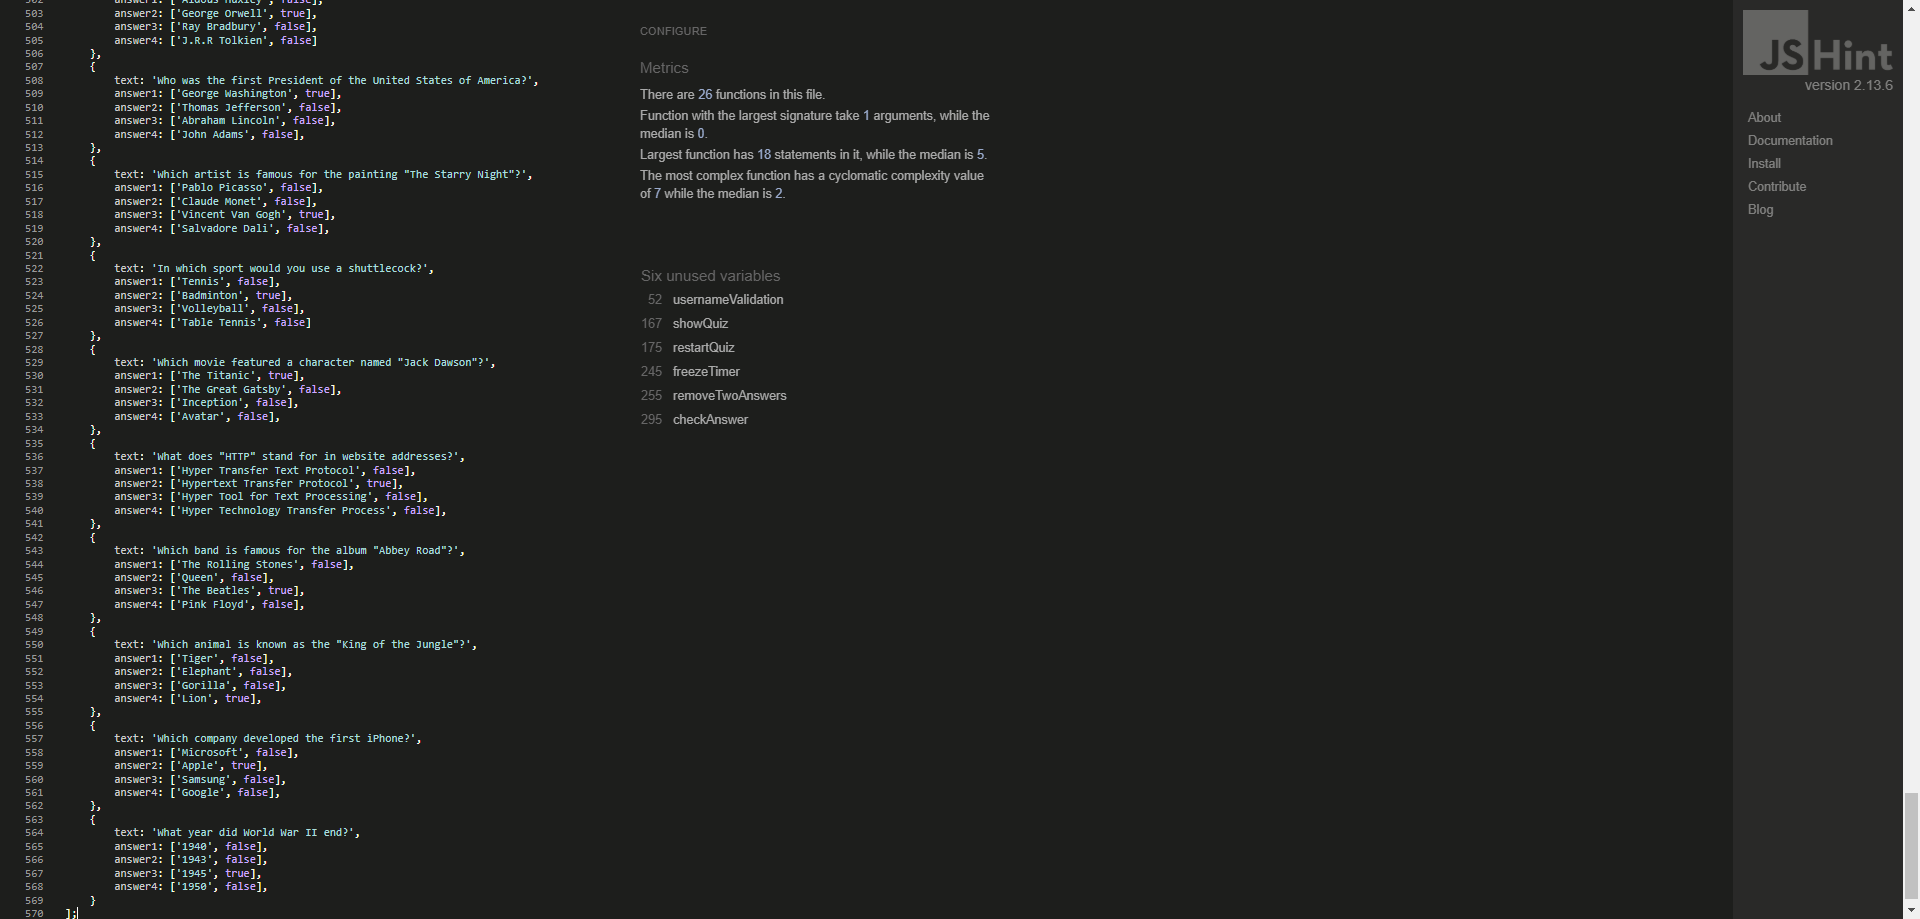 502 answer1: ['Aldous Huxley', false],
503 answer2: ['George Orwell', true],
504 answer3: ['Ray Bradbury', false],
505 answer4: ['J.R.R Tolkien', false]
506 },
507 {
508 text: 'Who was the first President of the United States of America?',
509 answer1: ['George Washington', true],
510 answer2: ['Thomas Jefferson', false],
511 answer3: ['Abraham Lincoln', false],
512 answer4: ['John Adams', false],
513 },
514 {
515 text: 'Which artist is famous for the painting "The Starry Night"?',
516 answer1: ['Pablo Picasso', false],
517 answer2: ['Claude Monet', false],
518 answer3: ['Vincent Van Gogh', true],
519 answer4: ['Salvadore Dali', false],
520 },
521 {
522 text: 'In which sport would you use a shuttlecock?',
523 answer1: ['Tennis', false],
524 answer2: ['Badminton', true],
525 answer3: ['Volleyball', false],
526 answer4: ['Table Tennis', false]
527 },
528 {
529 text: 'Which movie featured a character named "Jack Dawson"?',
530 answer1: ['The Titanic', true],
531 answer2: ['The Great Gatsby', false],
532 answer3: ['Inception', false],
533 answer4: ['Avatar', false],
534 },
535 {
536 text: 'What does "HTTP" stand for in website addresses?',
537 answer1: ['Hyper Transfer Text Protocol', false],
538 answer2: ['Hypertext Transfer Protocol', true],
539 answer3: ['Hyper Tool for Text Processing', false],
540 answer4: ['Hyper Technology Transfer Process', false],
541 },
542 {
543 text: 'Which band is famous for the album "Abbey Road"?',
544 answer1: ['The Rolling Stones', false],
545 answer2: ['Queen', false],
546 answer3: ['The Beatles', true],
547 answer4: ['Pink Floyd', false],
548 },
549 {
550 text: 'Which animal is known as the "King of the Jungle"?',
551 answer1: ['Tiger', false],
552 answer2: ['Elephant', false],
553 answer3: ['Gorilla', false],
554 answer4: ['Lion', true],
555 },
556 {
557 text: 'Which company developed the first iPhone?',
558 answer1: ['Microsoft', false],
559 answer2: ['Apple', true],
560 answer3: ['Samsung', false],
561 answer4: ['Google', false],
562 },
563 {
564 text: 'What year did World War II end?',
565 answer1: ['1940', false],
566 answer2: ['1943', false],
567 answer3: ['1945', true],
568 answer4: ['1950', false],
569 }
570 ];
CONFIGURE
Metrics
There are 26 functions in this file.
Function with the largest signature take 1 arguments, while the
median is 0.
Largest function has 18 statements in it, while the median is 5.
The most complex function has a cyclomatic complexity value
of 7 while the median is 2.
Six unused variables
52 usernameValidation
167 showQuiz
175 restartQuiz
245 freezeTimer
255 removeTwoAnswers
295 checkAnswer
JSHint
version 2.13.6
About
Documentation
Install
Contribute
Blog